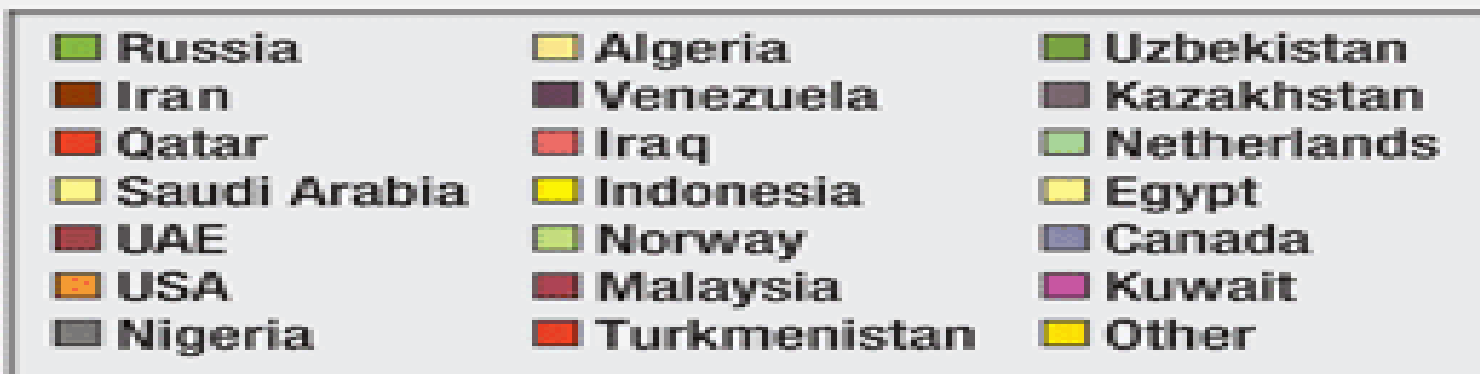 Russia
Iran
Qatar
Saudi Arabia
UAE
USA
Nigeria
Algeria
Venezuela
Iraq
Indonesia
Norway
Malaysia
Turkmenistan
Uzbekistan
Kazakhstan
Netherlands
Egypt
Canada
Kuwait
Other